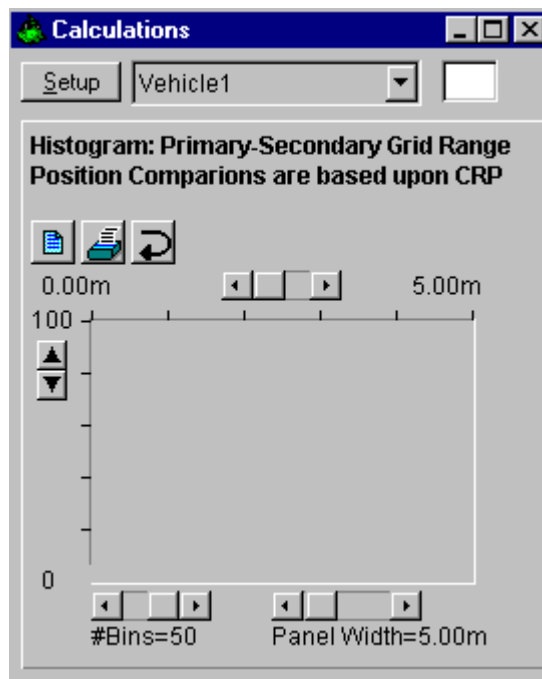 Calculations
Setup Vehicle1
Histogram: Primary-Secondary Grid Range
Position Comparions are based upon CRP
0.00m 5.00m
100
0
#Bins=50 Panel Width=5.00m